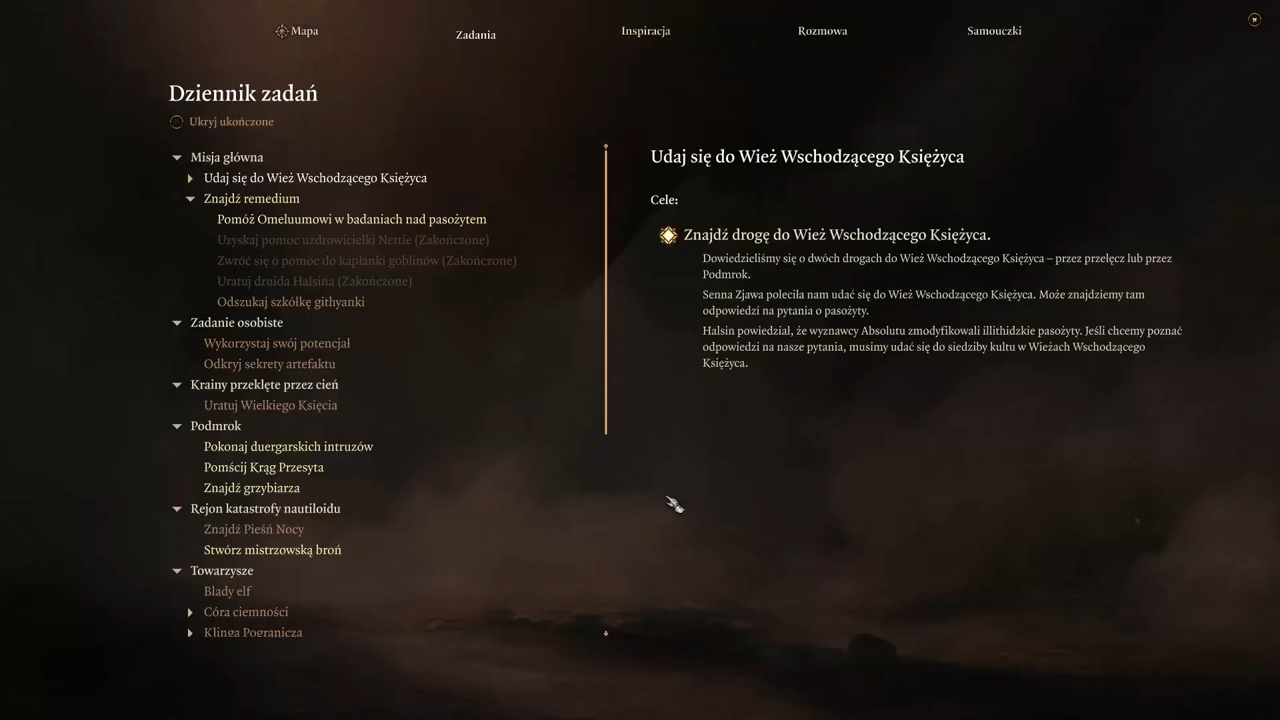 Mapa
Zadania
Inspiracja
Rozmowa
Samouczki
Dziennik zadań
Ukryj ukończone
Misja główna
Udaj się do Wież Wschodzącego Księżyca
Znajdź remedium
Pomóż Omeluumowi w badaniach nad pasożytem
Uzyskaj pomoc uzdrowicielki Nettie (Zakończone)
Zwróć się o pomoc do kapłanki goblinów (Zakończone)
Uratuj druida Halsina (Zakończone)
Odszukaj szkółkę githyanki
Zadanie osobiste
Wykorzystaj swój potencjał
Odkryj sekrety artefaktu
Krainy przeklęte przez cień
Uratuj Wielkiego Księcia
Podmrok
Pokonaj duergarskich intruzów
Pomścij Krąg Przesyta
Znajdź grzybiarza
Rejon katastrofy nautiloidu
Znajdź Pieśń Nocy
Stwórz mistrzowską broń
Towarzysze
Blady elf
Córa ciemności
Klinga Pogranicza
Udaj się do Wież Wschodzącego Księżyca
Cele:
Znajdź drogę do Wież Wschodzącego Księżyca.
Dowiedzieliśmy się o dwóch drogach do Wież Wschodzącego Księżyca – przez przełęcz lub przez
Podmrok.
Senna Zjawa poleciła nam udać się do Wież Wschodzącego Księżyca. Może znajdziemy tam
odpowiedzi na pytania o pasożyty.
Halsin powiedział, że wyznawcy Absolutu zmodyfikowali illithidzkie pasożyty. Jeśli chcemy poznać
odpowiedzi na nasze pytania, musimy udać się do siedziby kultu w Wieżach Wschodzącego
Księżyca.